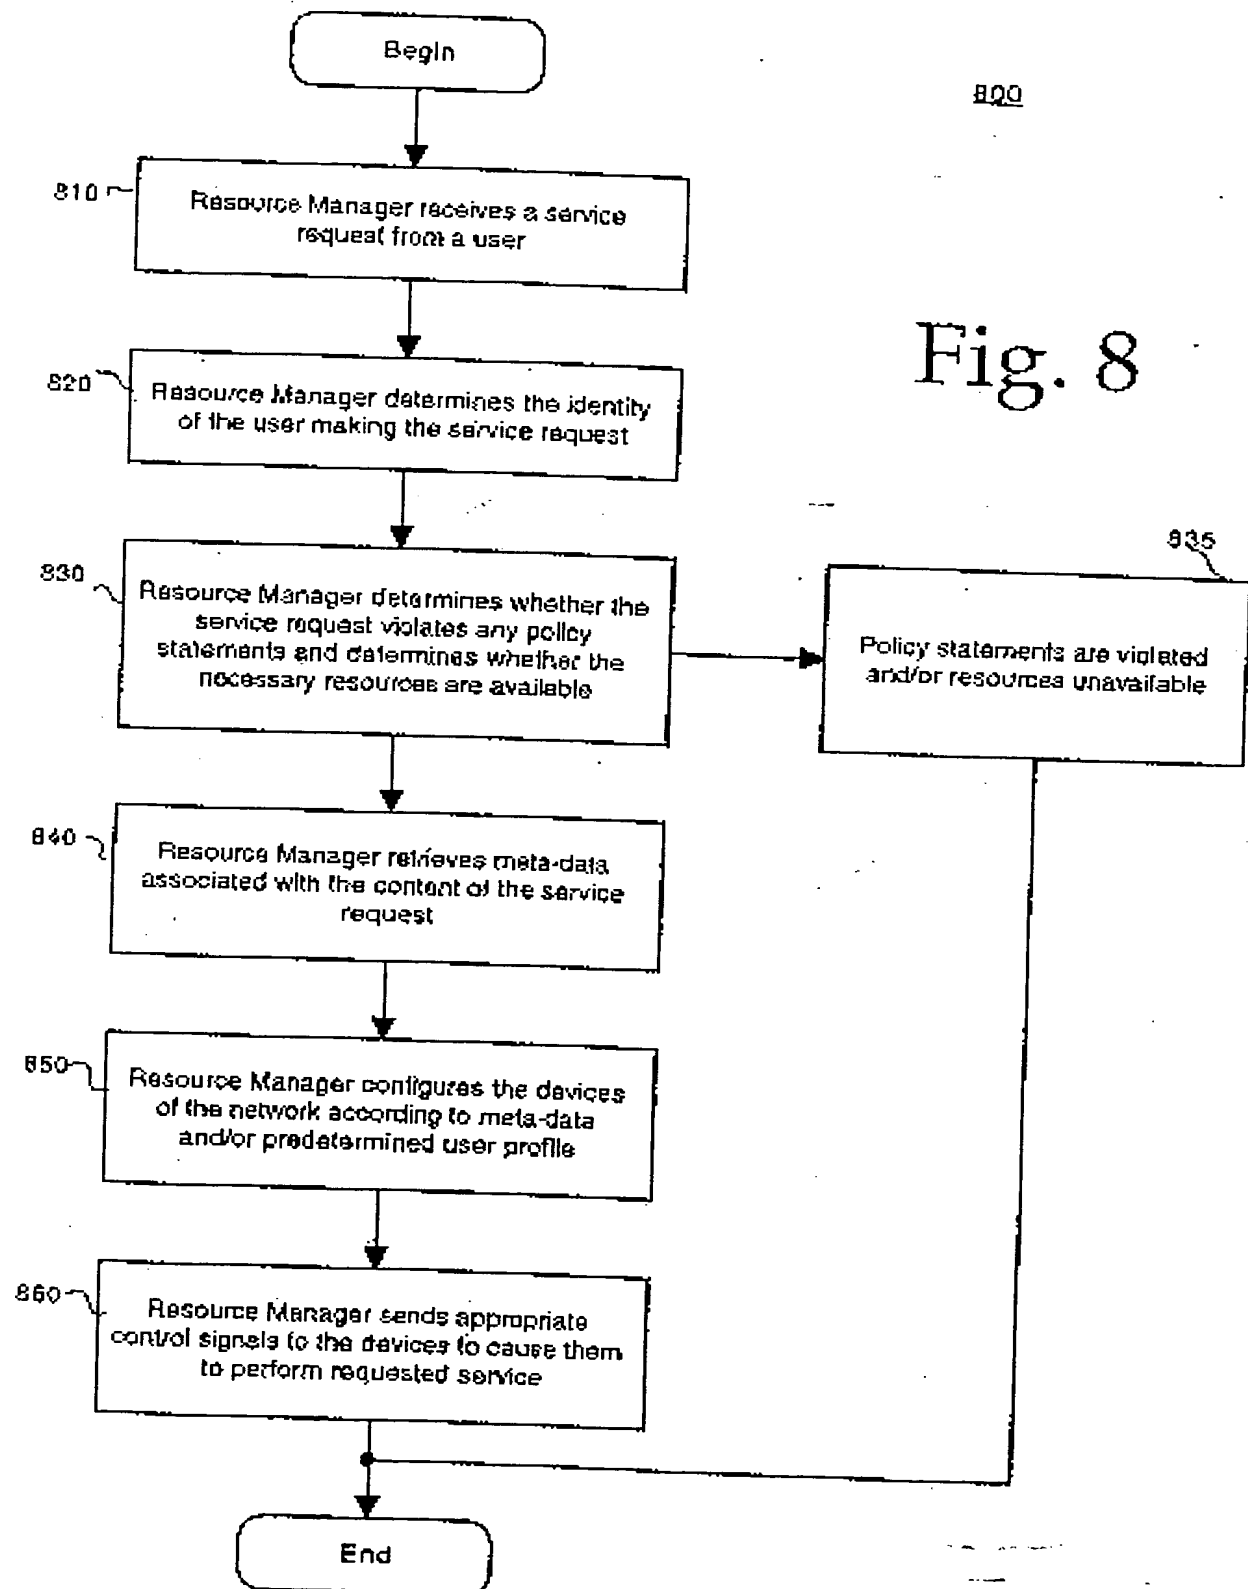 Begin
800
810
Resource Manager receives a service
request from a user
Fig. 8
820
Resource Manager determines the identity
of the user making the service request
830
Resource Manager determines whether the
service request violates any policy
statements and determines whether the
necessary resources are available
835
Policy statements are violated
and/or resources unavailable
840
Resource Manager retrieves meta-data
associated with the content of the service
request
850
Resource Manager configures the devices
of the network according to meta-data
and/or predetermined user profile
860
Resource Manager sends appropriate
control signals to the devices to cause them
to perform requested service
End